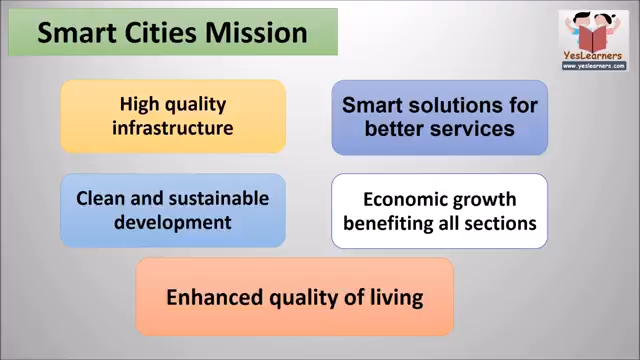 Smart Cities Mission
YesLearners
www.yeslearners.com
High quality
infrastructure
Smart solutions for
better services
Clean and sustainable
development
Economic growth
benefiting all sections
Enhanced quality of living